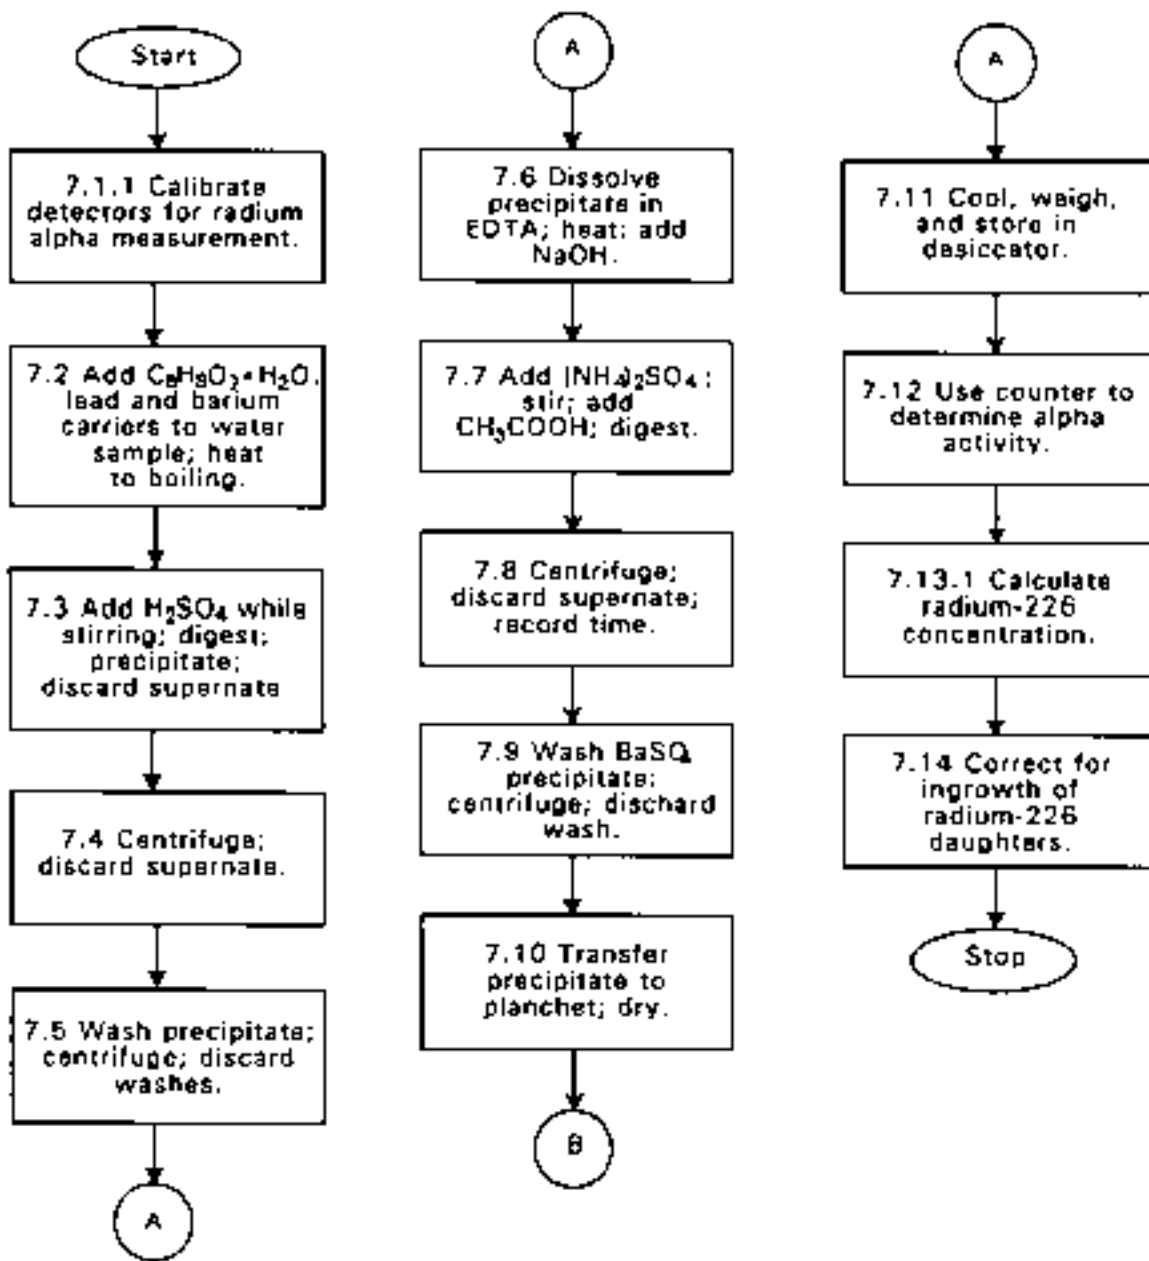 Start
7.1.1 Calibrate
detectors for radium
alpha measurement.
7.2 Add C₆H₈O₇•H₂O,
lead and barium
carriers to water
sample; heat
to boiling.
7.3 Add H₂SO₄ while
stirring; digest;
precipitate;
discard supernate
7.4 Centrifuge;
discard supernate.
7.5 Wash precipitate;
centrifuge; discard
washes.
A
A
7.6 Dissolve
precipitate in
EDTA; heat; add
NaOH.
7.7 Add (NH₄)₂SO₄;
stir; add
CH₃COOH; digest.
7.8 Centrifuge;
discard supernate;
record time.
7.9 Wash BaSO₄
precipitate;
centrifuge; dischard
wash.
7.10 Transfer
precipitate to
planchet; dry.
B
A
7.11 Cool, weigh,
and store in
desiccator.
7.12 Use counter to
determine alpha
activity.
7.13.1 Calculate
radium-226
concentration.
7.14 Correct for
ingrowth of
radium-226
daughters.
Stop